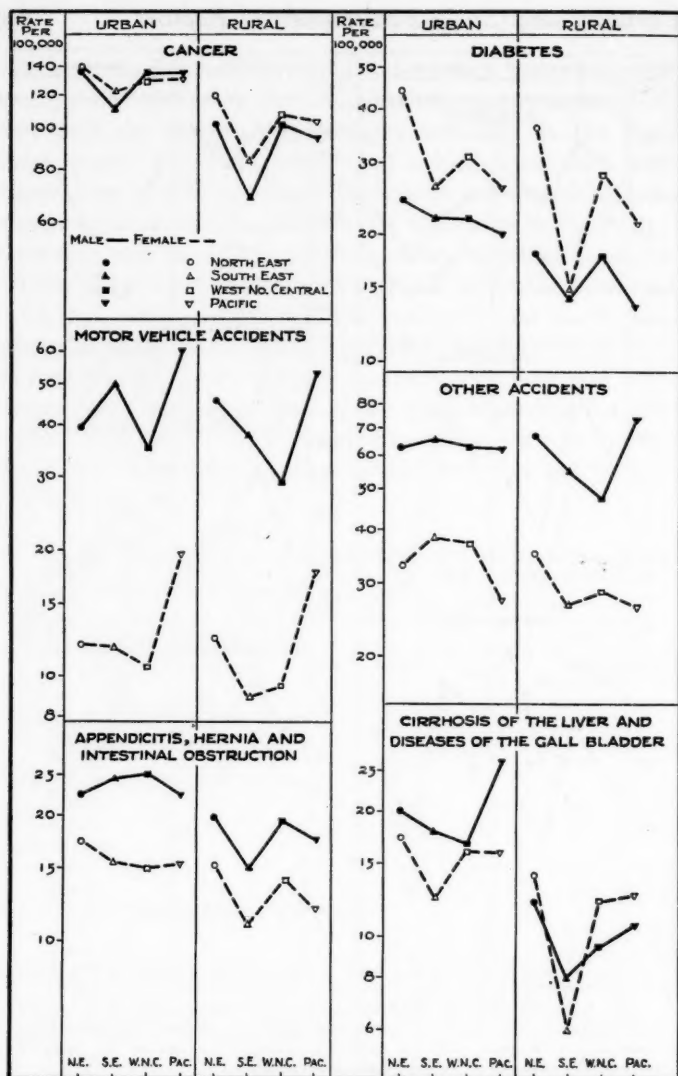 RATE PER 100,000
URBAN
RURAL
CANCER
140
120
100
80
60
MALE FEMALE
NORTH EAST
SOUTH EAST
WEST NO. CENTRAL
PACIFIC
MOTOR VEHICLE ACCIDENTS
60
50
40
30
20
15
10
8
APPENDICITIS, HERNIA AND
INTESTINAL OBSTRUCTION
25
20
15
10
N.E. S.E. W.N.C. PAC. N.E. S.E. W.N.C. PAC.
RATE PER 100,000
URBAN
RURAL
DIABETES
50
40
30
20
15
10
OTHER ACCIDENTS
80
70
60
50
40
30
20
CIRRHOSIS OF THE LIVER AND
DISEASES OF THE GALL BLADDER
25
20
15
10
8
6
N.E. S.E. W.N.C. PAC. N.E. S.E. W.N.C. PAC.